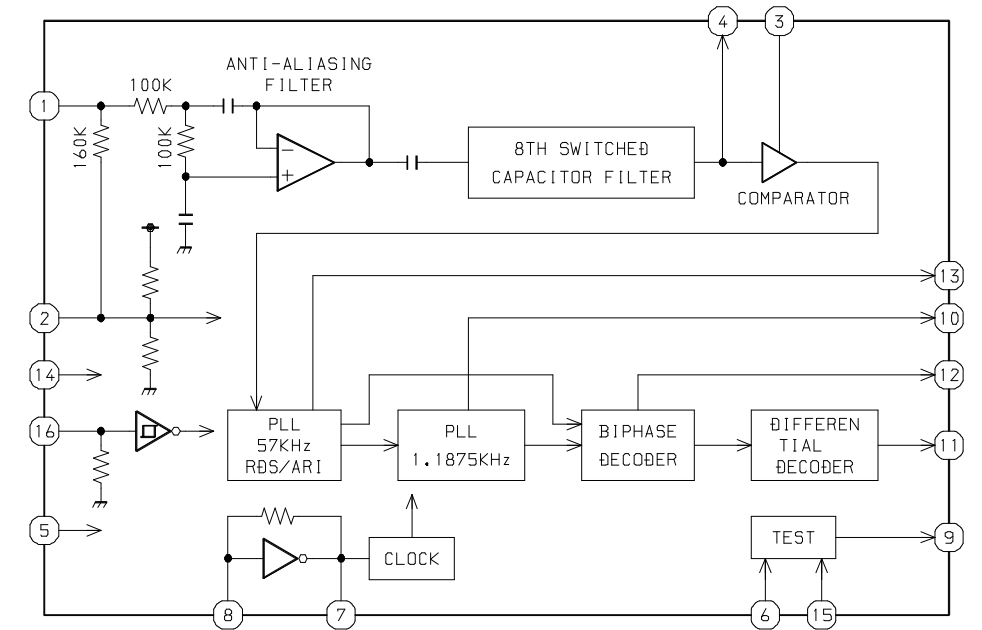 4
3
ANTI-ALIASING
FILTER
100K
1
160K
100K
8TH SWITCHED
CAPACITOR FILTER
COMPARATOR
13
2
10
14
12
16
PLL
57KHz
RDS/ARI
PLL
1.1875KHz
BIPHASE
DECODER
DIFFEREN
TIAL
DECODER
11
5
CLOCK
TEST
9
8
7
6
15